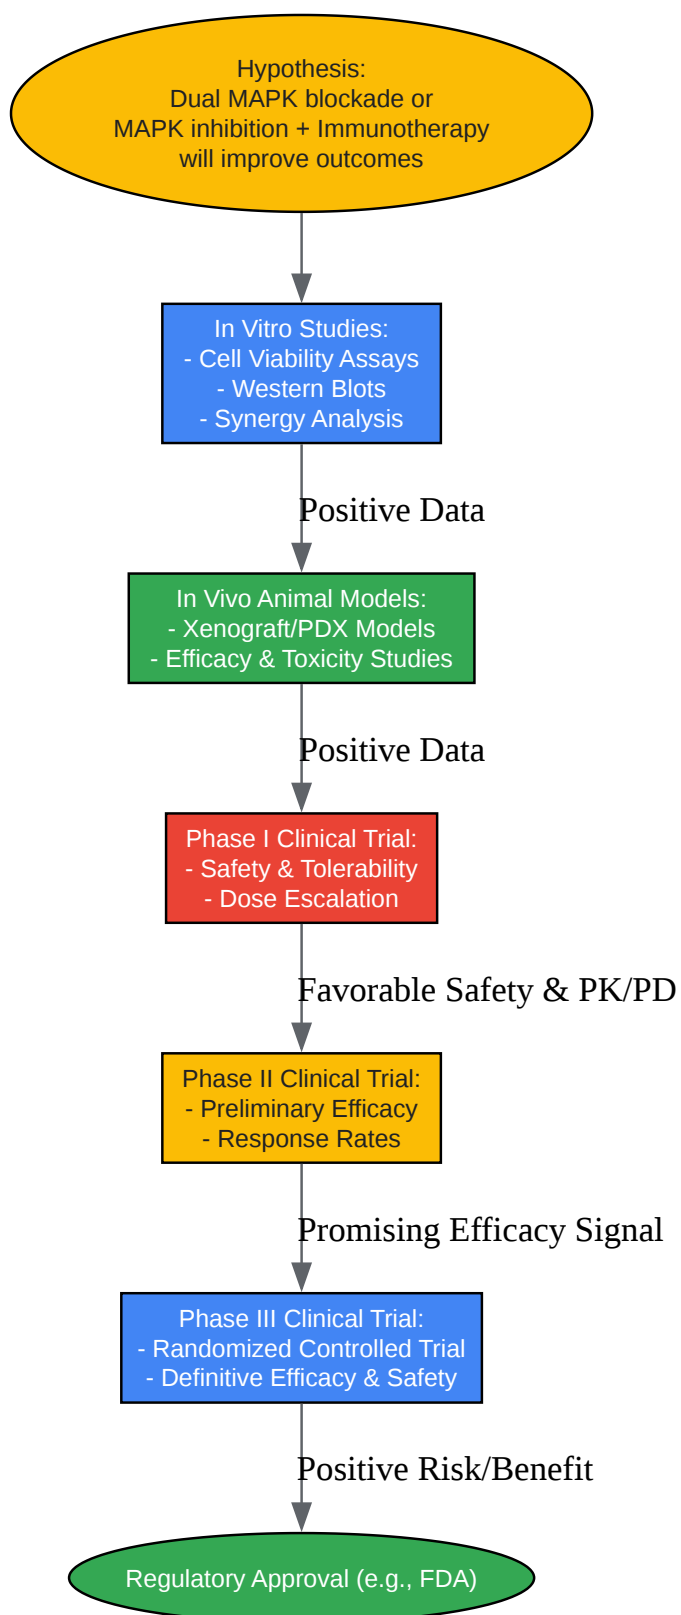 Hypothesis:
Dual MAPK blockade or
MAPK inhibition + Immunotherapy
will improve outcomes
In Vitro Studies:
- Cell Viability Assays
- Western Blots
- Synergy Analysis
Positive Data
In Vivo Animal Models:
- Xenograft/PDX Models
- Efficacy & Toxicity Studies
Positive Data
Phase I Clinical Trial:
- Safety & Tolerability
- Dose Escalation
Favorable Safety & PK/PD
Phase II Clinical Trial:
- Preliminary Efficacy
- Response Rates
Promising Efficacy Signal
Phase III Clinical Trial:
- Randomized Controlled Trial
- Definitive Efficacy & Safety
Positive Risk/Benefit
Regulatory Approval (e.g., FDA)